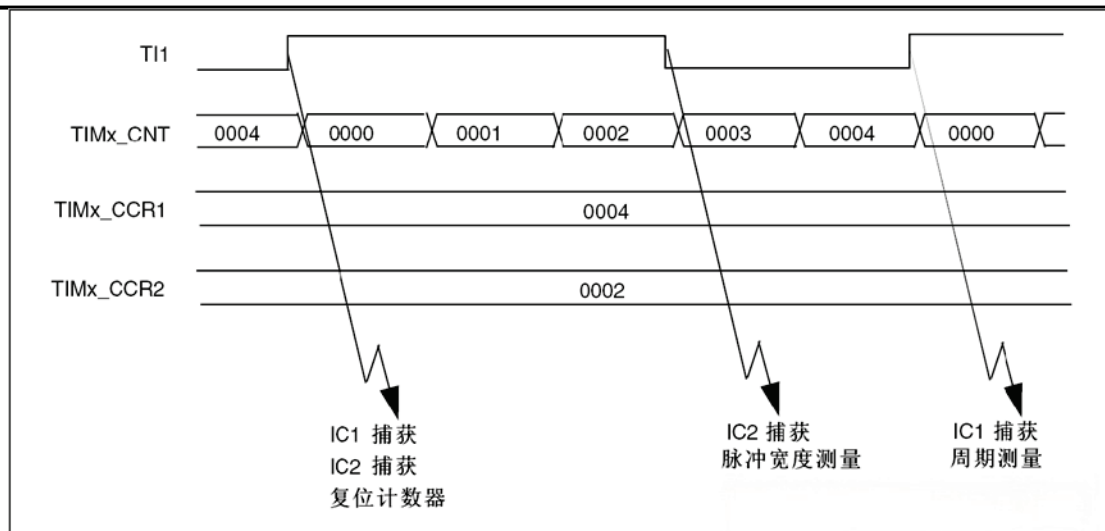 TI1
TIMx_CNT
0004 0000 0001 0002 0003 0004 0000
TIMx_CCR1
0004
TIMx_CCR2
0002
IC1 捕获
IC2 捕获
复位计数器
IC2 捕获
脉冲宽度测量
IC1 捕获
周期测量